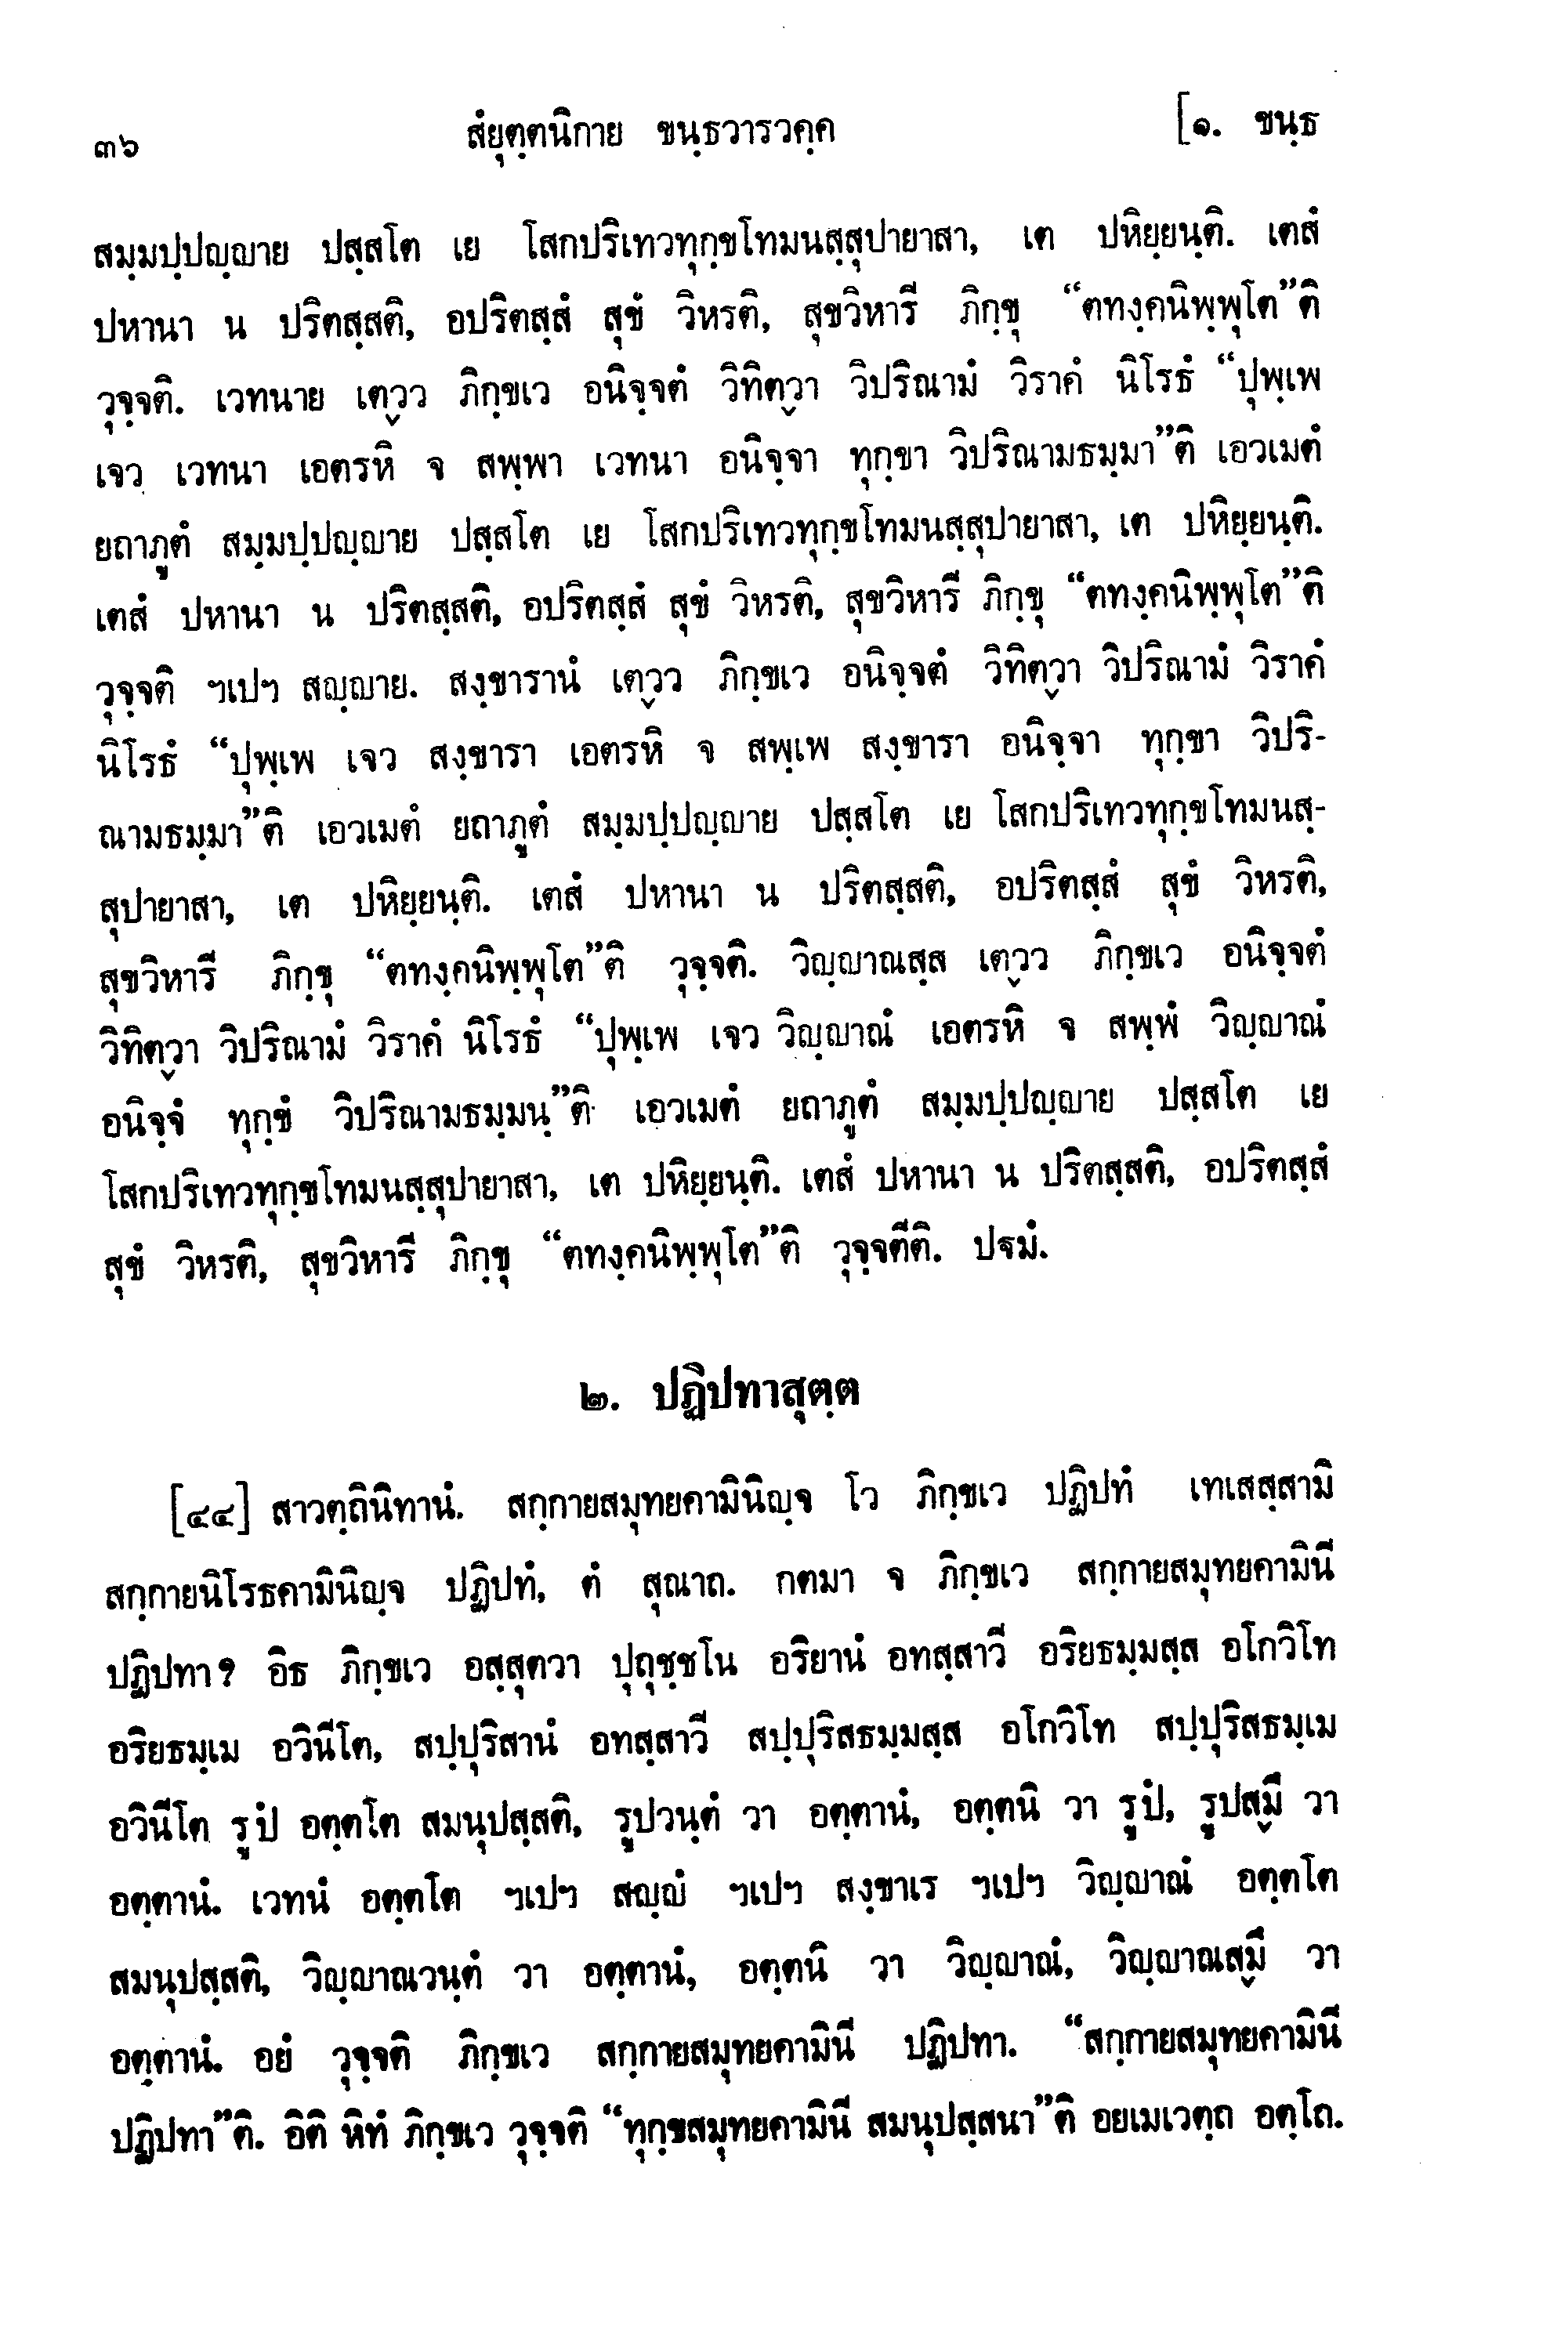 ๓๖ สํยุตฺตนิกาย ขนฺธวารวคฺค [๑. ขนฺธ
สมฺมปฺปญฺญาย ปสฺสโต เย โสกปริเทวทุกฺขโทมนสฺสุปายาสา, เต ปหิยฺยนฺติ. เตสํ
ปหานา น ปริตสฺสติ, อปริตสฺสํ สุขํ วิหรติ, สุขวิหารี ภิกฺขุ “ตทงฺคนิพฺพุโต”ติ
วุจฺจติ. เวทนาย เตฺวว ภิกฺขเว อนิจฺจตํ วิทิตฺวา วิปริณามํ วิราคํ นิโรธํ “ปุพฺเพ
เจว เวทนา เอตรหิ จ สพฺพา เวทนา อนิจฺจา ทุกฺขา วิปริณามธมฺมา”ติ เอวเมตํ
ยถาภูตํ สมฺมปฺปญฺญาย ปสฺสโต เย โสกปริเทวทุกฺขโทมนสฺสุปายาสา, เต ปหิยฺยนฺติ.
เตสํ ปหานา น ปริตสฺสติ, อปริตสฺสํ สุขํ วิหรติ, สุขวิหารี ภิกฺขุ “ตทงฺคนิพฺพุโต”ติ
วุจฺจติ ฯเปฯ สญฺญาย. สงฺขารานํ เตฺวว ภิกฺขเว อนิจฺจตํ วิทิตฺวา วิปริณามํ วิราคํ
นิโรธํ “ปุพฺเพ เจว สงฺขารา เอตรหิ จ สพฺเพ สงฺขารา อนิจฺจา ทุกฺขา วิปริ-
ณามธมฺมา”ติ เอวเมตํ ยถาภูตํ สมฺมปฺปญฺญาย ปสฺสโต เย โสกปริเทวทุกฺขโทมนสฺ-
สุปายาสา, เต ปหิยฺยนฺติ. เตสํ ปหานา น ปริตสฺสติ, อปริตสฺสํ สุขํ วิหรติ,
สุขวิหารี ภิกฺขุ “ตทงฺคนิพฺพุโต”ติ วุจฺจติ. วิญฺญาณสฺส เตฺวว ภิกฺขเว อนิจฺจตํ
วิทิตฺวา วิปริณามํ วิราคํ นิโรธํ “ปุพฺเพ เจว วิญฺญาณํ เอตรหิ จ สพฺพํ วิญฺญาณํ
อนิจฺจํ ทุกฺขํ วิปริณามธมฺมนฺ”ติ เอวเมตํ ยถาภูตํ สมฺมปฺปญฺญาย ปสฺสโต เย
โสกปริเทวทุกฺขโทมนสฺสุปายาสา, เต ปหิยฺยนฺติ. เตสํ ปหานา น ปริตสฺสติ, อปริตสฺสํ
สุขํ วิหรติ, สุขวิหารี ภิกฺขุ “ตทงฺคนิพฺพุโต”ติ วุจฺจตีติ. ปฐมํ.
๒. ปฏิปทาสุตฺต
[๔๔] สาวตฺถินิทานํ. สกฺกายสมุทยคามินิญฺจ โว ภิกฺขเว ปฏิปทํ เทเสสฺสามิ
สกฺกายนิโรธคามินิญฺจ ปฏิปทํ, ตํ สุณาถ. กตมา จ ภิกฺขเว สกฺกายสมุทยคามินี
ปฏิปทา? อิธ ภิกฺขเว อสฺสุตวา ปุถุชฺชโน อริยานํ อทสฺสาวี อริยธมฺมสฺส อโกวิโท
อริยธมฺเม อวินีโต, สปฺปุริสานํ อทสฺสาวี สปฺปุริสธมฺมสฺส อโกวิโท สปฺปุริสธมฺเม
อวินีโต รูปํ อตฺตโต สมนุปสฺสติ, รูปวนฺตํ วา อตฺตานํ, อตฺตนิ วา รูปํ, รูปสฺมึ วา
อตฺตานํ. เวทนํ อตฺตโต ฯเปฯ สญฺญํ ฯเปฯ สงฺขาเร ฯเปฯ วิญฺญาณํ อตฺตโต
สมนุปสฺสติ, วิญฺญาณวนฺตํ วา อตฺตานํ, อตฺตนิ วา วิญฺญาณํ, วิญฺญาณสฺมึ วา
อตฺตานํ. อยํ วุจฺจติ ภิกฺขเว สกฺกายสมุทยคามินี ปฏิปทา. “สกฺกายสมุทยคามินี
ปฏิปทา”ติ. อิติ หิทํ ภิกฺขเว วุจฺจติ “ทุกฺขสมุทยคามินี สมนุปสฺสนา”ติ อยเมเวตฺถ อตฺโถ.